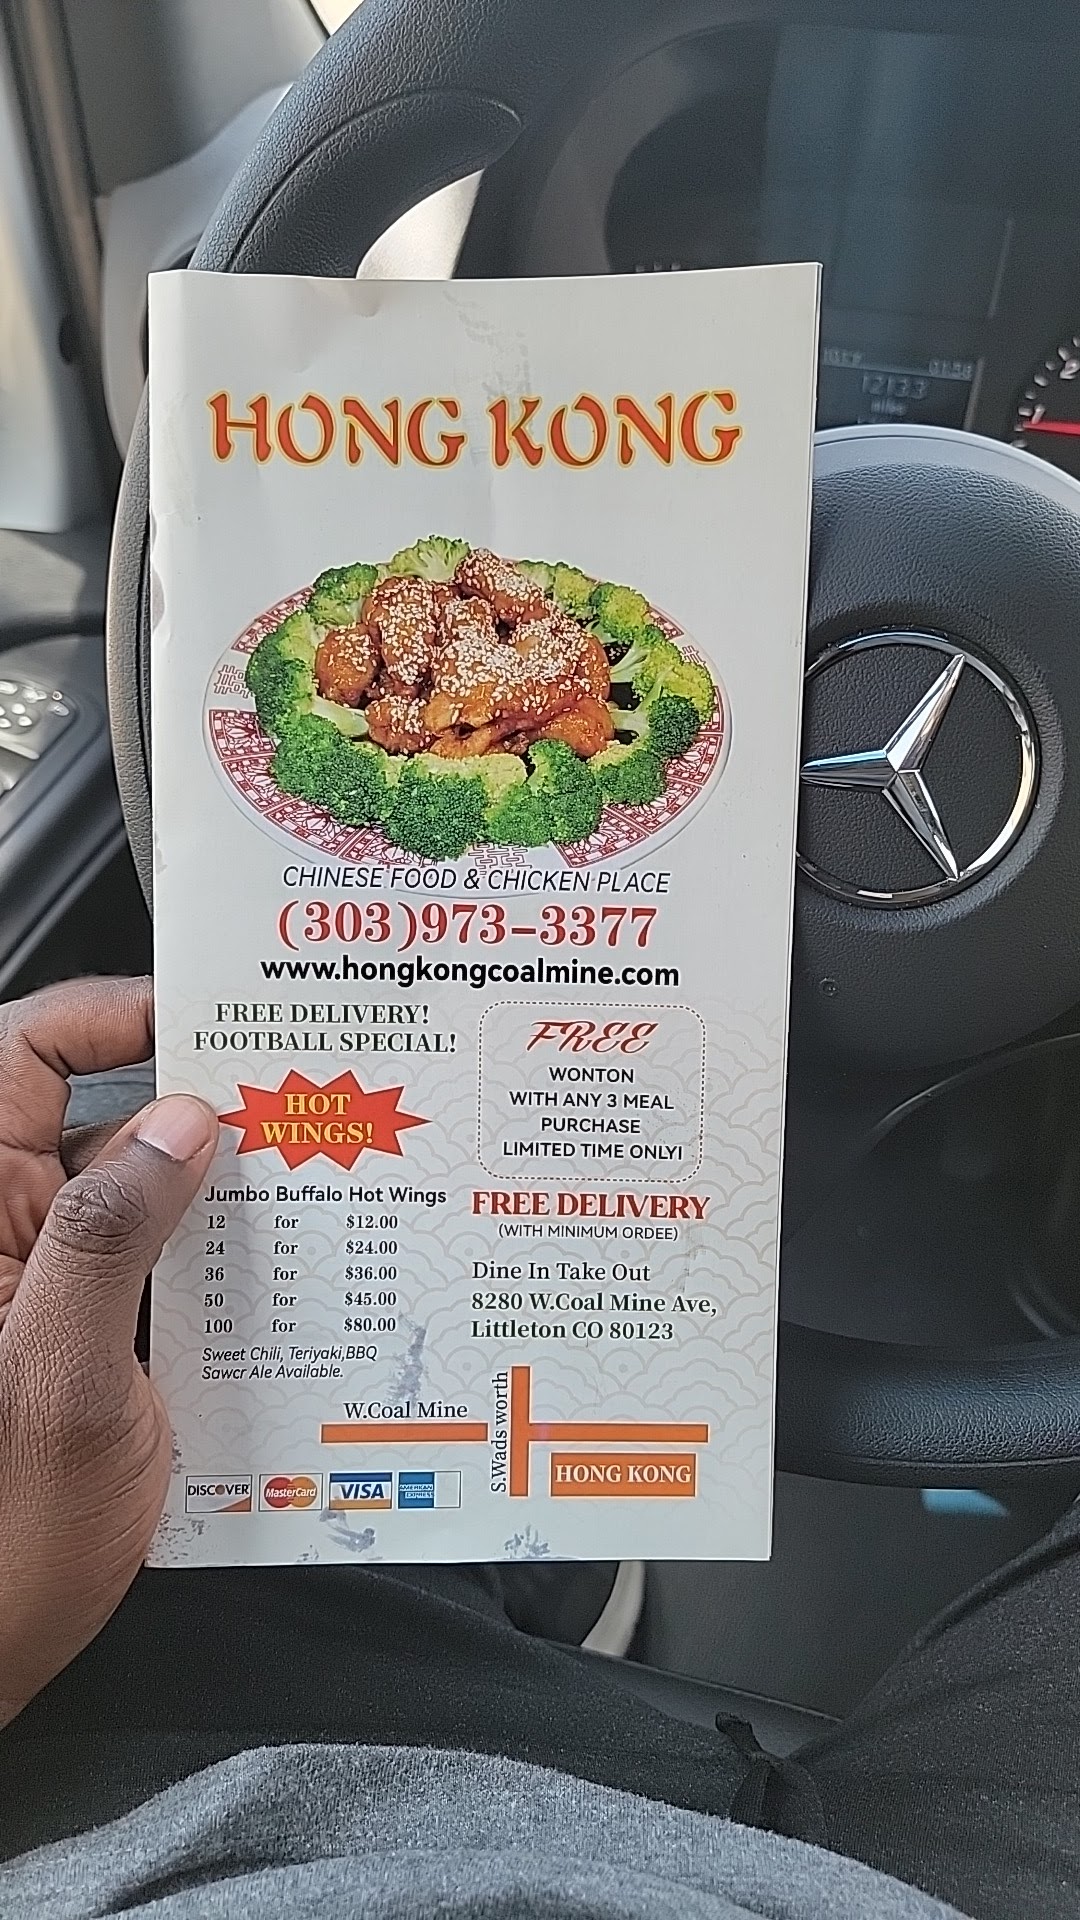 HONG KONG
CHINESE FOOD & CHICKEN PLACE
(303)973-3377
www.hongkongcoalmine.com
FREE DELIVERY!
FOOTBALL SPECIAL!
HOT
WINGS!
Jumbo Buffalo Hot Wings
12 for $12.00
24 for $24.00
36 for $36.00
50 for $45.00
100 for $80.00
Sweet Chili, Teriyaki,BBQ
Sawcr Ale Available.
FREE
WONTON
WITH ANY 3 MEAL
PURCHASE
LIMITED TIME ONLY!
FREE DELIVERY
(WITH MINIMUM ORDEE)
Dine In Take Out
8280 W.Coal Mine Ave,
Littleton CO 80123
W.Coal Mine
S.Wads worth
HONG KONG
DISCOVER
MasterCard
VISA
AMERICAN
EXPRESS
2
1